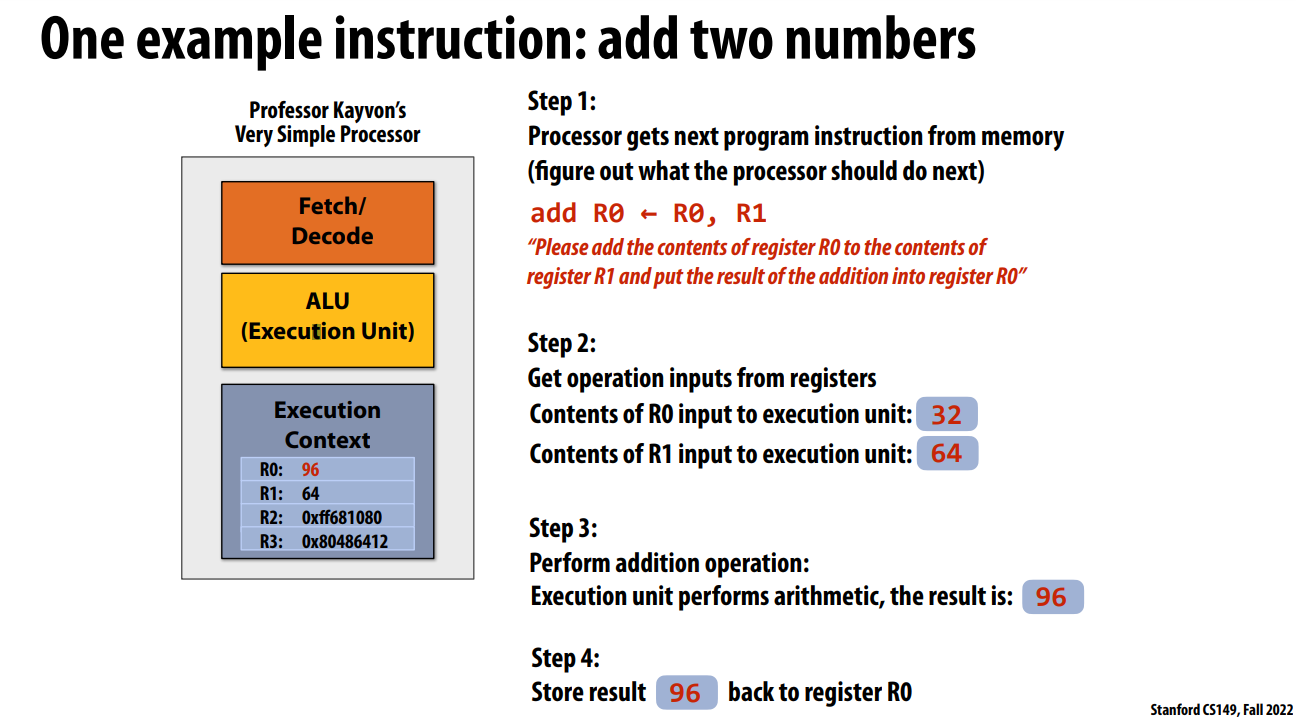 One example instruction: add two numbers
Professor Kayvon's
Very Simple Processor
Fetch/
Decode
ALU
(Execution Unit)
Execution
Context
R0: 96
R1: 64
R2: 0xff681080
R3: 0x80486412
Step 1:
Processor gets next program instruction from memory
(figure out what the processor should do next)
add R0 ← R0, R1
“Please add the contents of register R0 to the contents of
register R1 and put the result of the addition into register R0”
Step 2:
Get operation inputs from registers
Contents of R0 input to execution unit: 32
Contents of R1 input to execution unit: 64
Step 3:
Perform addition operation:
Execution unit performs arithmetic, the result is: 96
Step 4:
Store result 96 back to register R0
Stanford CS149, Fall 2022